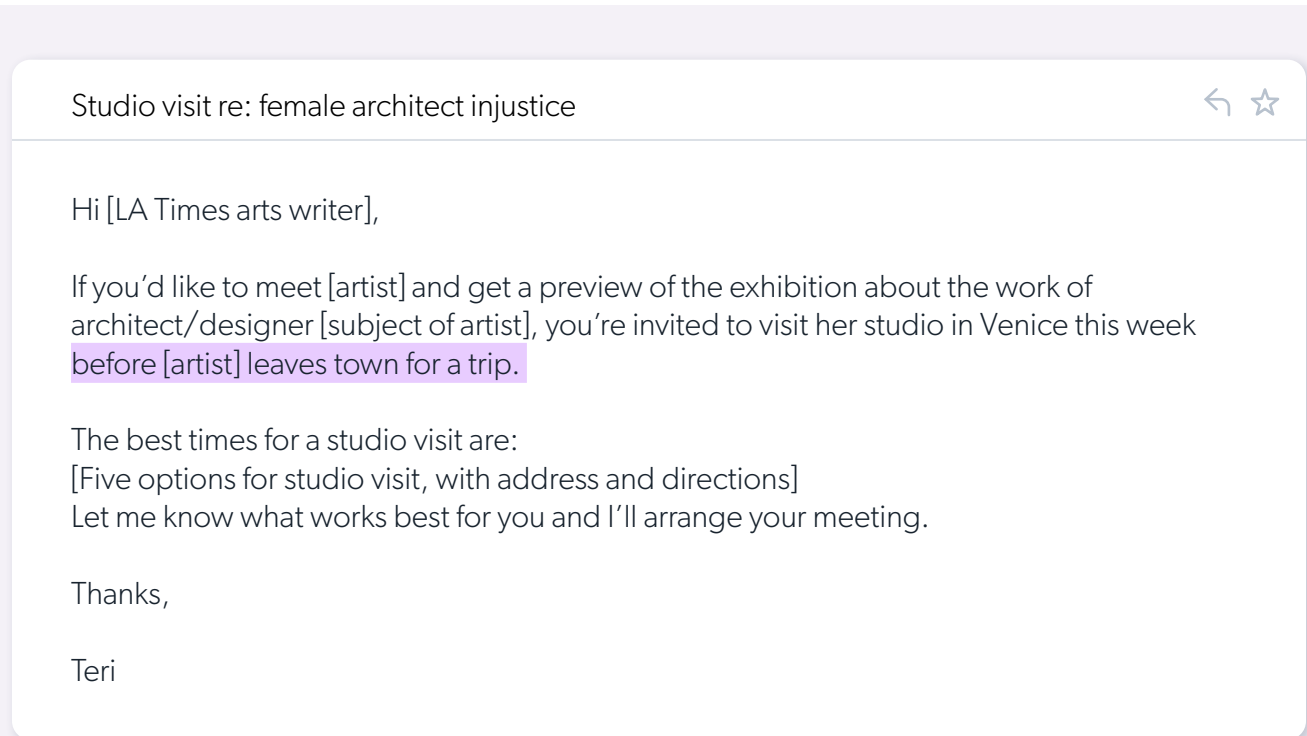 Studio visit re: female architect injustice
Hi [LA Times arts writer],
If you’d like to meet [artist] and get a preview of the exhibition about the work of
architect/designer [subject of artist], you’re invited to visit her studio in Venice this week
before [artist] leaves town for a trip.
The best times for a studio visit are:
[Five options for studio visit, with address and directions]
Let me know what works best for you and I’ll arrange your meeting.
Thanks,
Teri